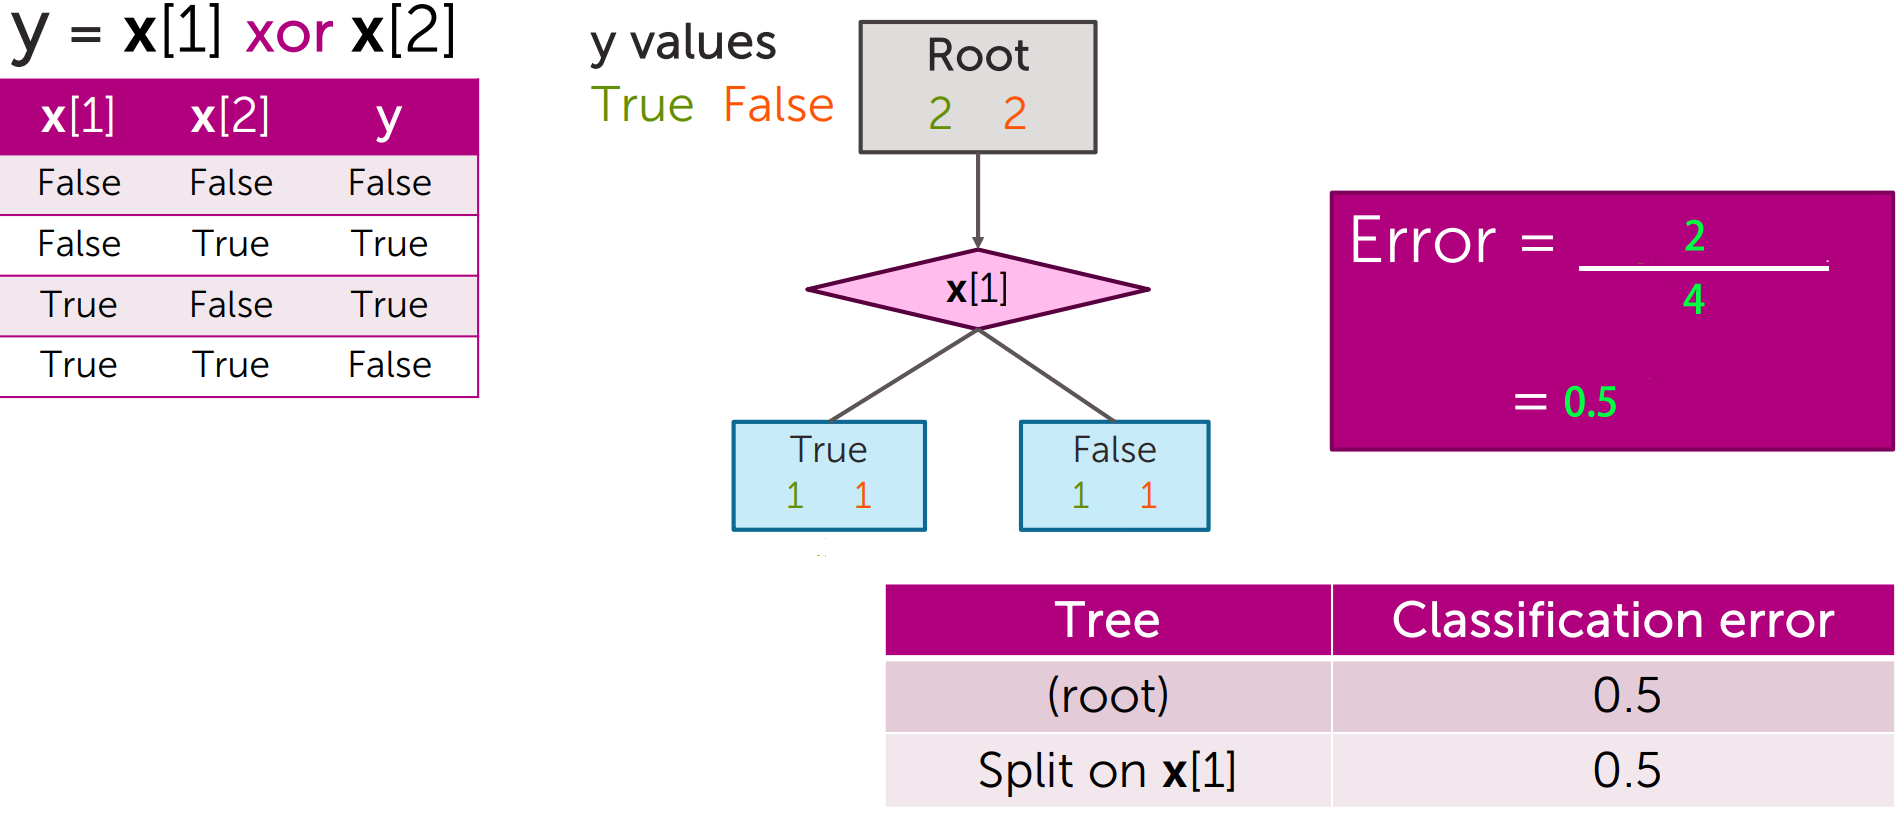 y = x[1] xor x[2]
x[1] x[2] y
False False False
False True True
True False True
True True False
y values
True False
Root
2 2
x[1]
True
1 1
False
1 1
Error = 2
4
= 0.5
Tree Classification error
(root) 0.5
Split on x[1] 0.5